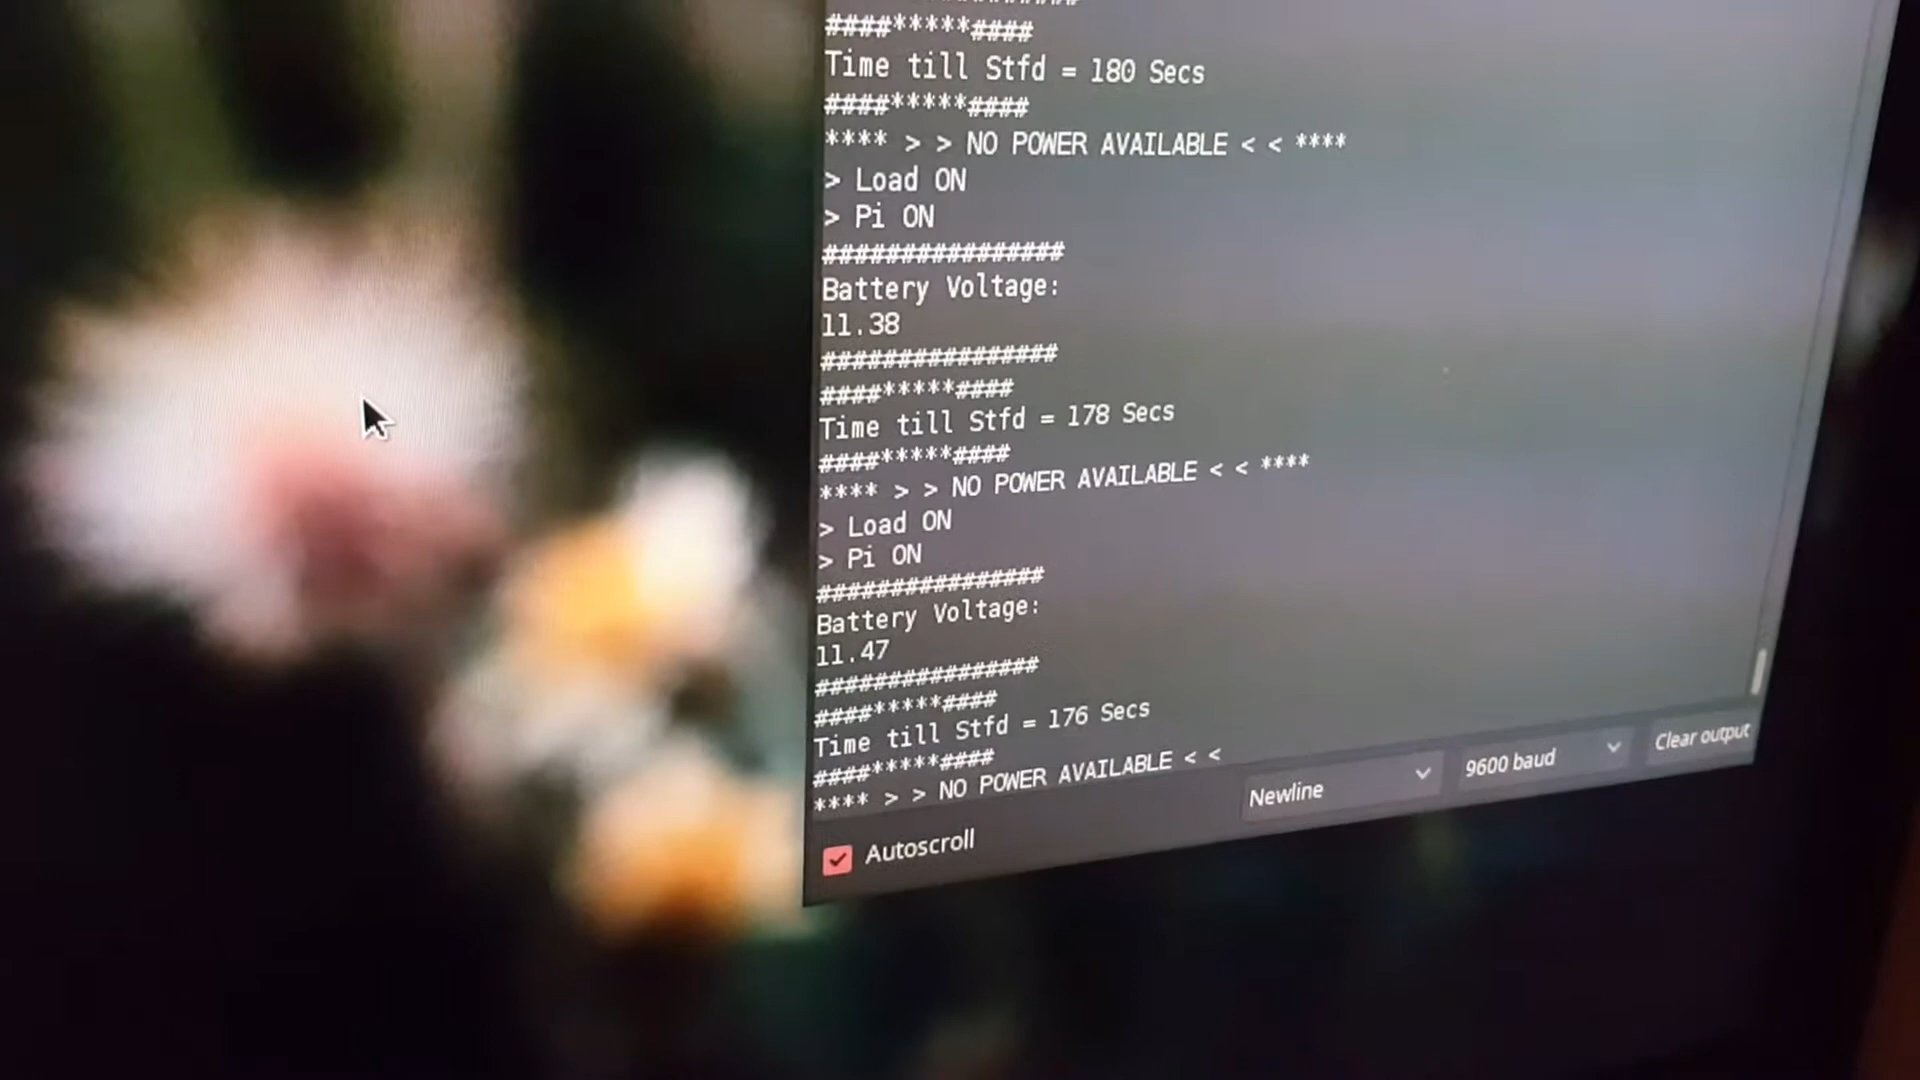 ####*****####
Time till Stfd = 180 Secs
####*****####
**** > > NO POWER AVAILABLE < < ****
> Load ON
> Pi ON
################
Battery Voltage:
11.38
################
####*****####
Time till Stfd = 178 Secs
####*****####
**** > > NO POWER AVAILABLE < < ****
> Load ON
> Pi ON
################
Battery Voltage:
11.47
################
####*****####
Time till Stfd = 176 Secs
####*****####
**** > > NO POWER AVAILABLE < <
Autoscroll
Newline
9600 baud
Clear output